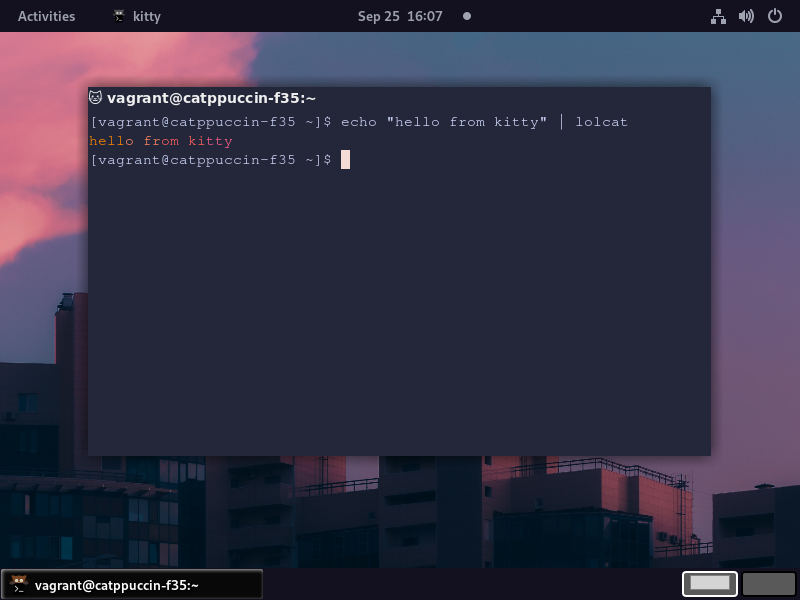 Activities kitty Sep 25 16:07
vagrant@catppuccin-f35:~
[vagrant@catppuccin-f35 ~]$ echo "hello from kitty" | lolcat
hello from kitty
[vagrant@catppuccin-f35 ~]$
vagrant@catppuccin-f35:~